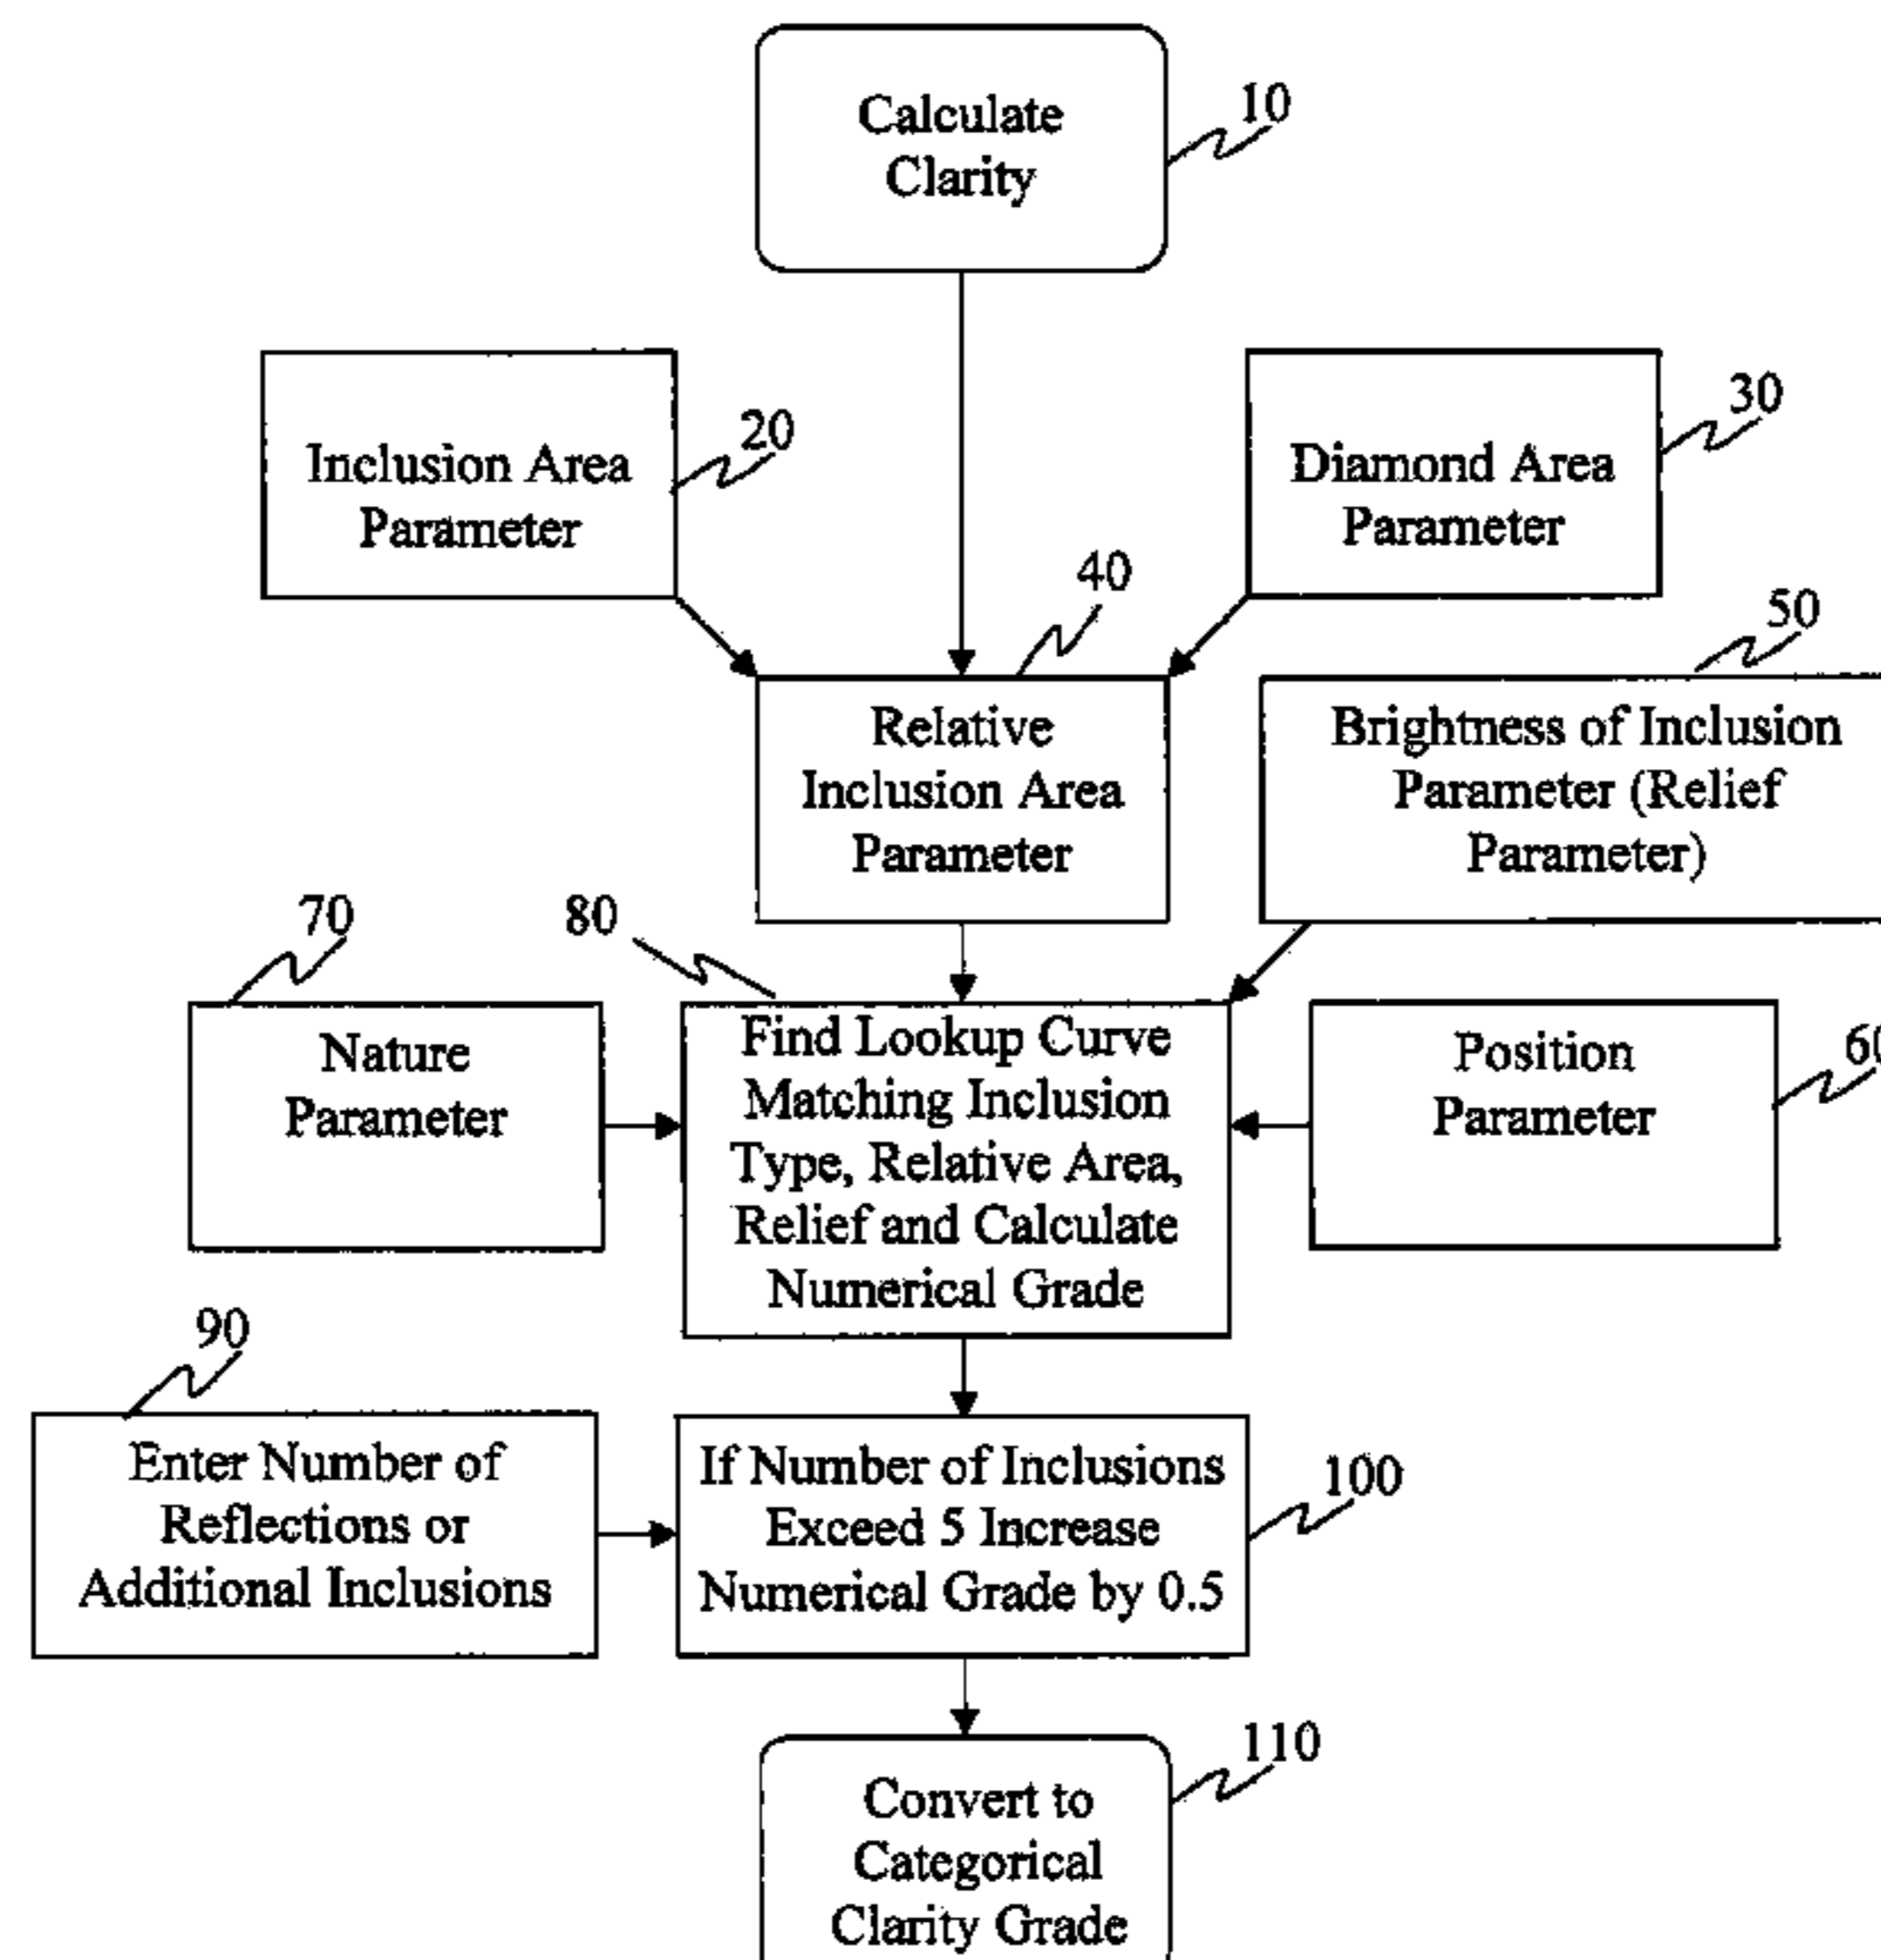 Calculate
Clarity
10
Inclusion Area
Parameter
20
Diamond Area
Parameter
30
40
Relative
Inclusion Area
Parameter
50
Brightness of Inclusion
Parameter (Relief
Parameter)
70
Nature
Parameter
80
Find Lookup Curve
Matching Inclusion
Type, Relative Area,
Relief and Calculate
Numerical Grade
Position
Parameter
60
90
Enter Number of
Reflections or
Additional Inclusions
If Number of Inclusions
Exceed 5 Increase
Numerical Grade by 0.5
100
Convert to
Categorical
Clarity Grade
110